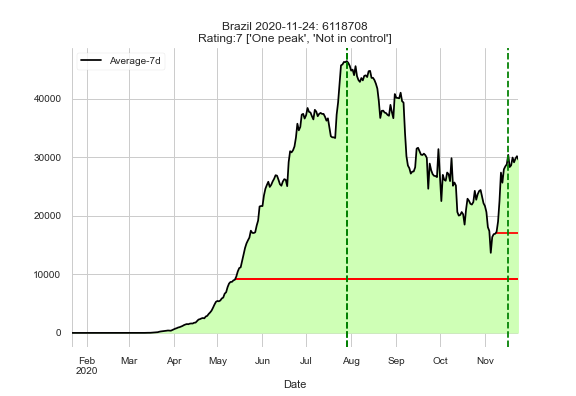 Brazil 2020-11-24: 6118708
Rating:7 ['One peak', 'Not in control']
Average-7d
40000
30000
20000
10000
0
Feb Mar Apr May Jun Jul Aug Sep Oct Nov
2020
Date